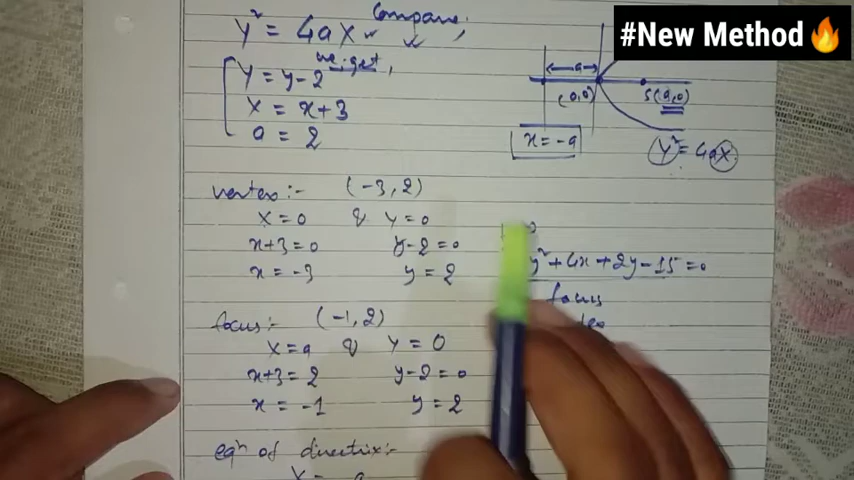 #New Method🔥
Compare,
Y² = 4aX
we get,
Y = y-2
X = x+3
a = 2
a
(0,0)
S(a,0)
x = -a
Y² = 4aX
vertex :- (-3, 2)
X = 0 & Y = 0
x+3 = 0 y-2 = 0
x = -3 y = 2
y² + 4x + 2y - 15 = 0
focus
focus :- (-1, 2)
X = a & Y = 0
x+3 = 2 y-2 = 0
x = -1 y = 2
eqⁿ of directrix :-